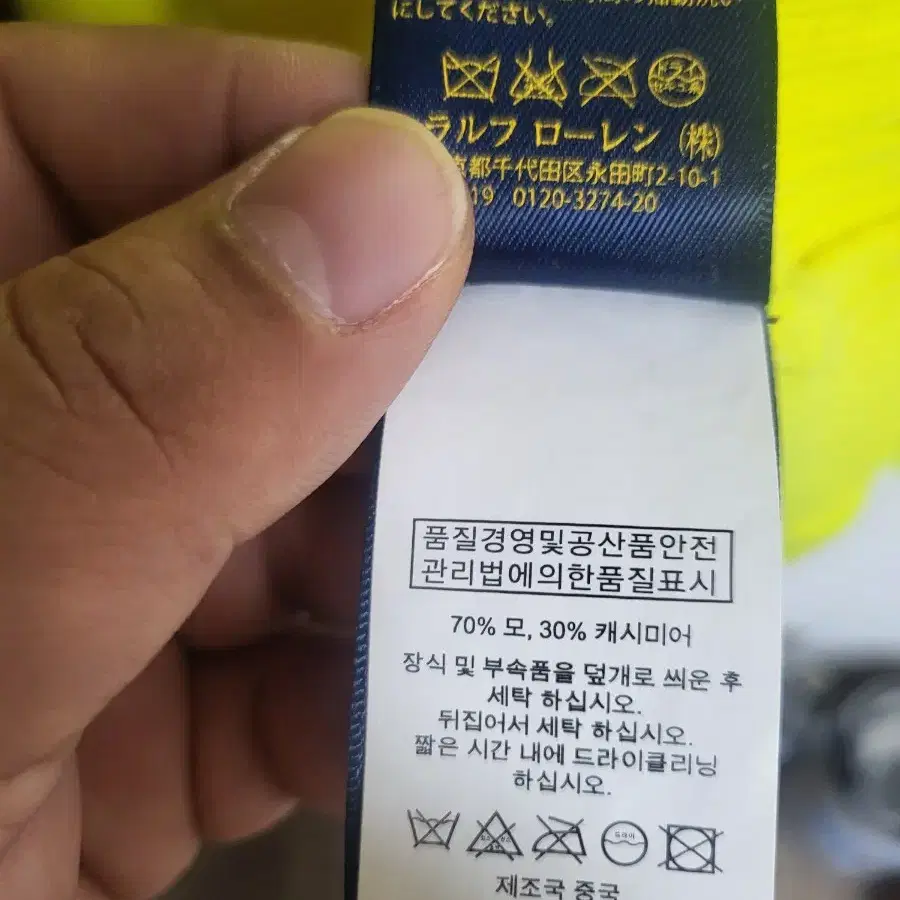 にしてください。
ラルフ ローレン (株)
京都千代田区永田町2-10-1
19 0120-3274-20
품질경영및공산품안전
관리법에의한품질표시
70% 모, 30% 캐시미어
장식 및 부속품을 덮개로 씌운 후
세탁 하십시오.
뒤집어서 세탁 하십시오.
짧은 시간 내에 드라이클리닝
하십시오.
드라이
제조국 중국